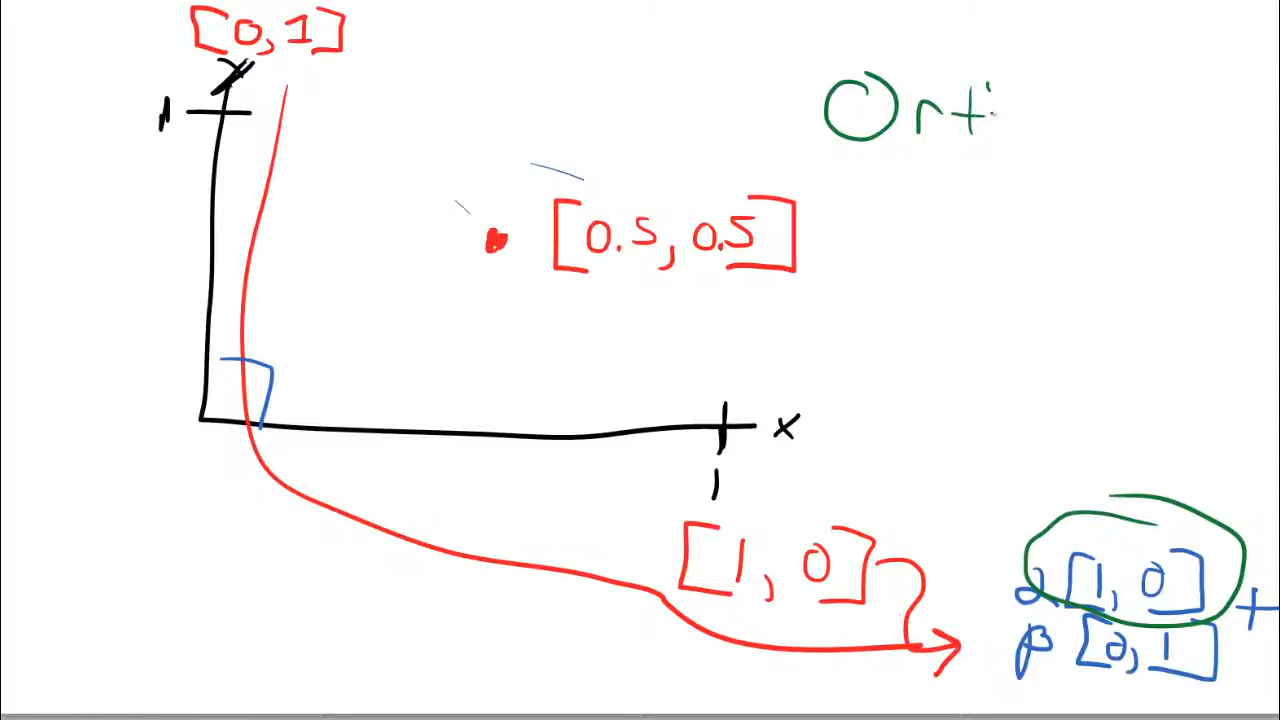 [0,1]
1
Ort
[0.5, 0.5]
x
1
[1, 0]
α[1, 0] +
β[0, 1]